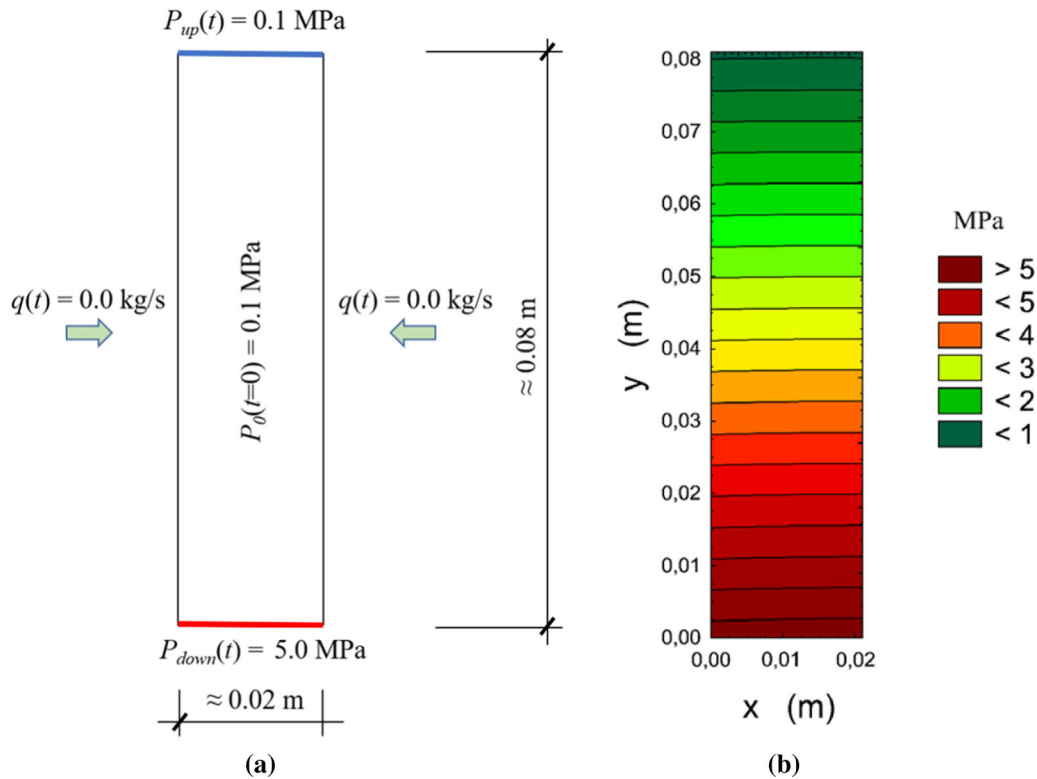 P_up(t) = 0.1 MPa
q(t) = 0.0 kg/s
P_0(t=0) = 0.1 MPa
q(t) = 0.0 kg/s
≈ 0.08 m
P_down(t) = 5.0 MPa
≈ 0.02 m
(a)
0,08
0,07
0,06
0,05
0,04
0,03
0,02
0,01
0,00
y (m)
0,00 0,01 0,02
x (m)
MPa
> 5
< 5
< 4
< 3
< 2
< 1
(b)